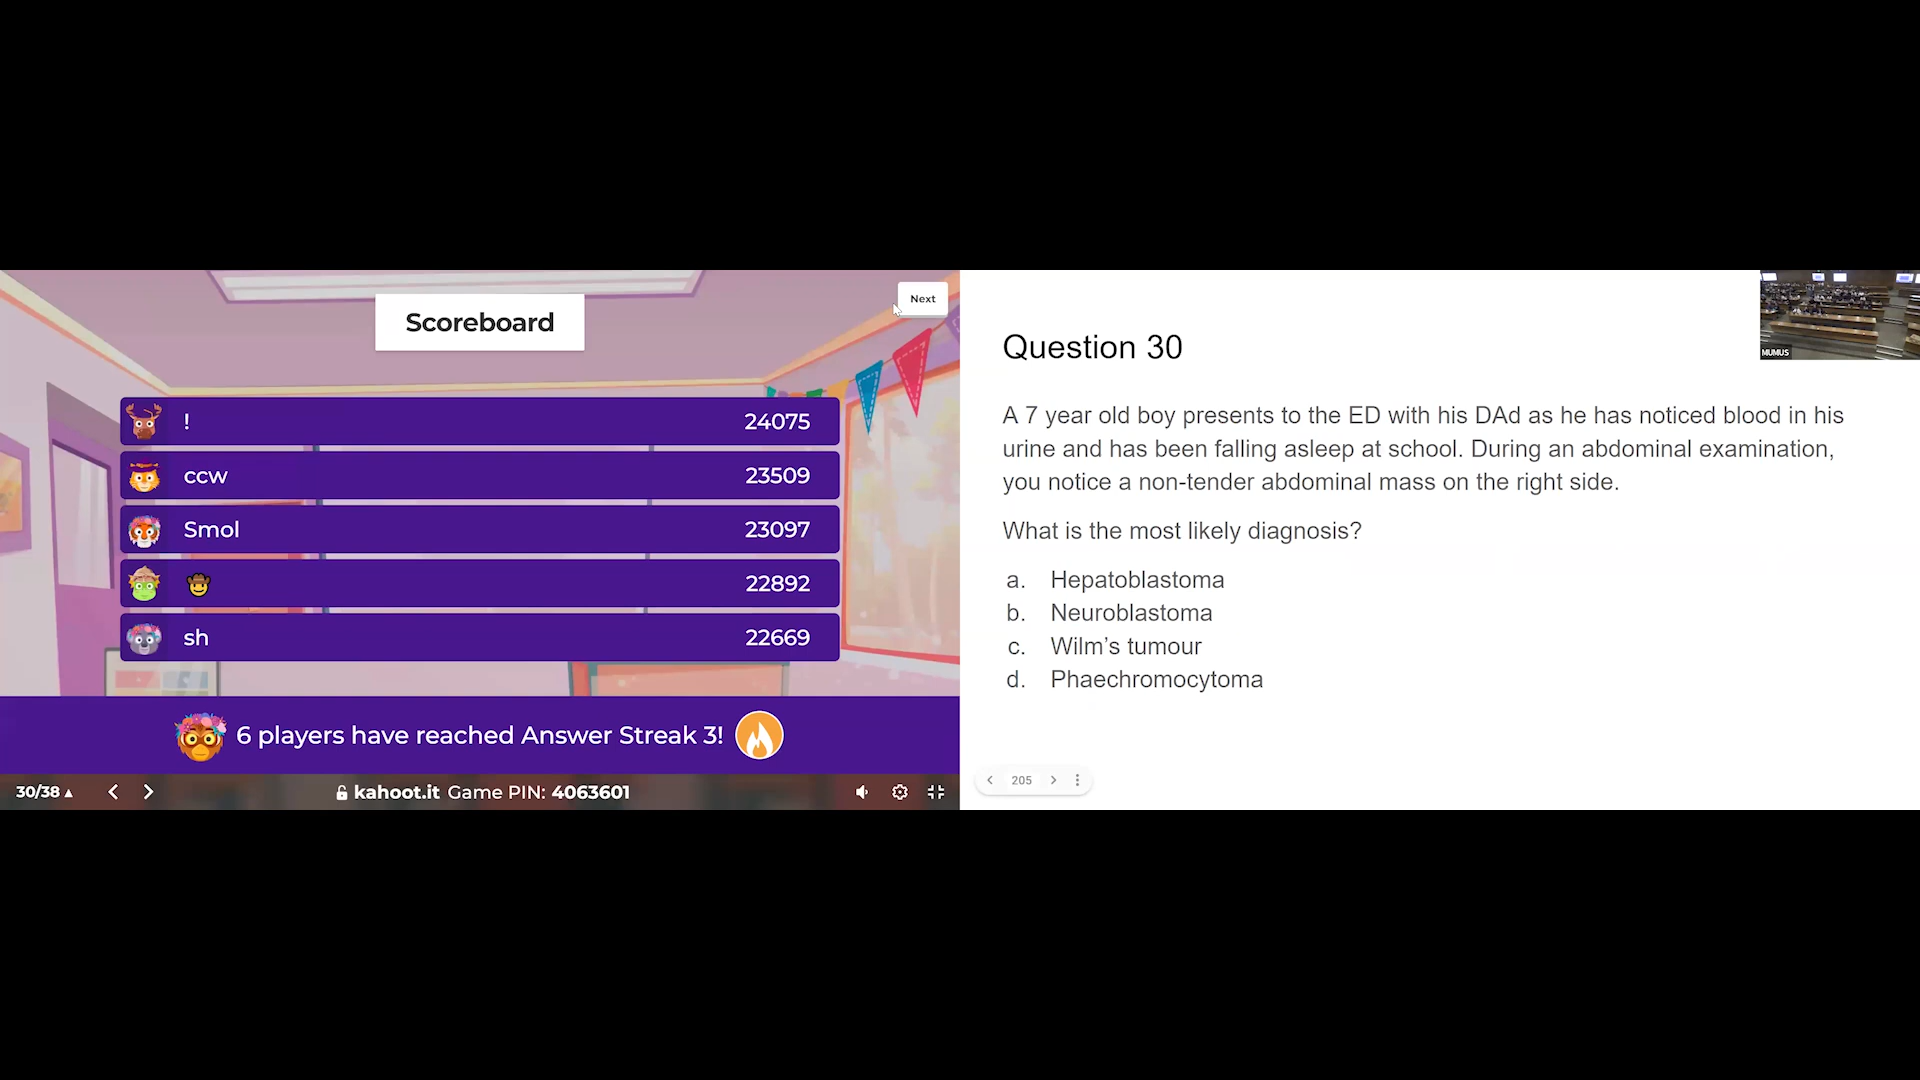 Scoreboard
Next
! 24075
ccw 23509
Smol 23097
🤠 22892
sh 22669
6 players have reached Answer Streak 3!
30/38 ▲
kahoot.it Game PIN: 4063601
MUMUS
Question 30
A 7 year old boy presents to the ED with his DAd as he has noticed blood in his
urine and has been falling asleep at school. During an abdominal examination,
you notice a non-tender abdominal mass on the right side.
What is the most likely diagnosis?
a. Hepatoblastoma
b. Neuroblastoma
c. Wilm’s tumour
d. Phaechromocytoma
205